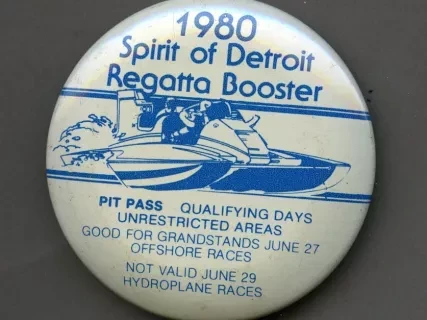 1980
Spirit of Detroit
Regatta Booster
PIT PASS QUALIFYING DAYS
UNRESTRICTED AREAS
GOOD FOR GRANDSTANDS JUNE 27
OFFSHORE RACES
NOT VALID JUNE 29
HYDROPLANE RACES